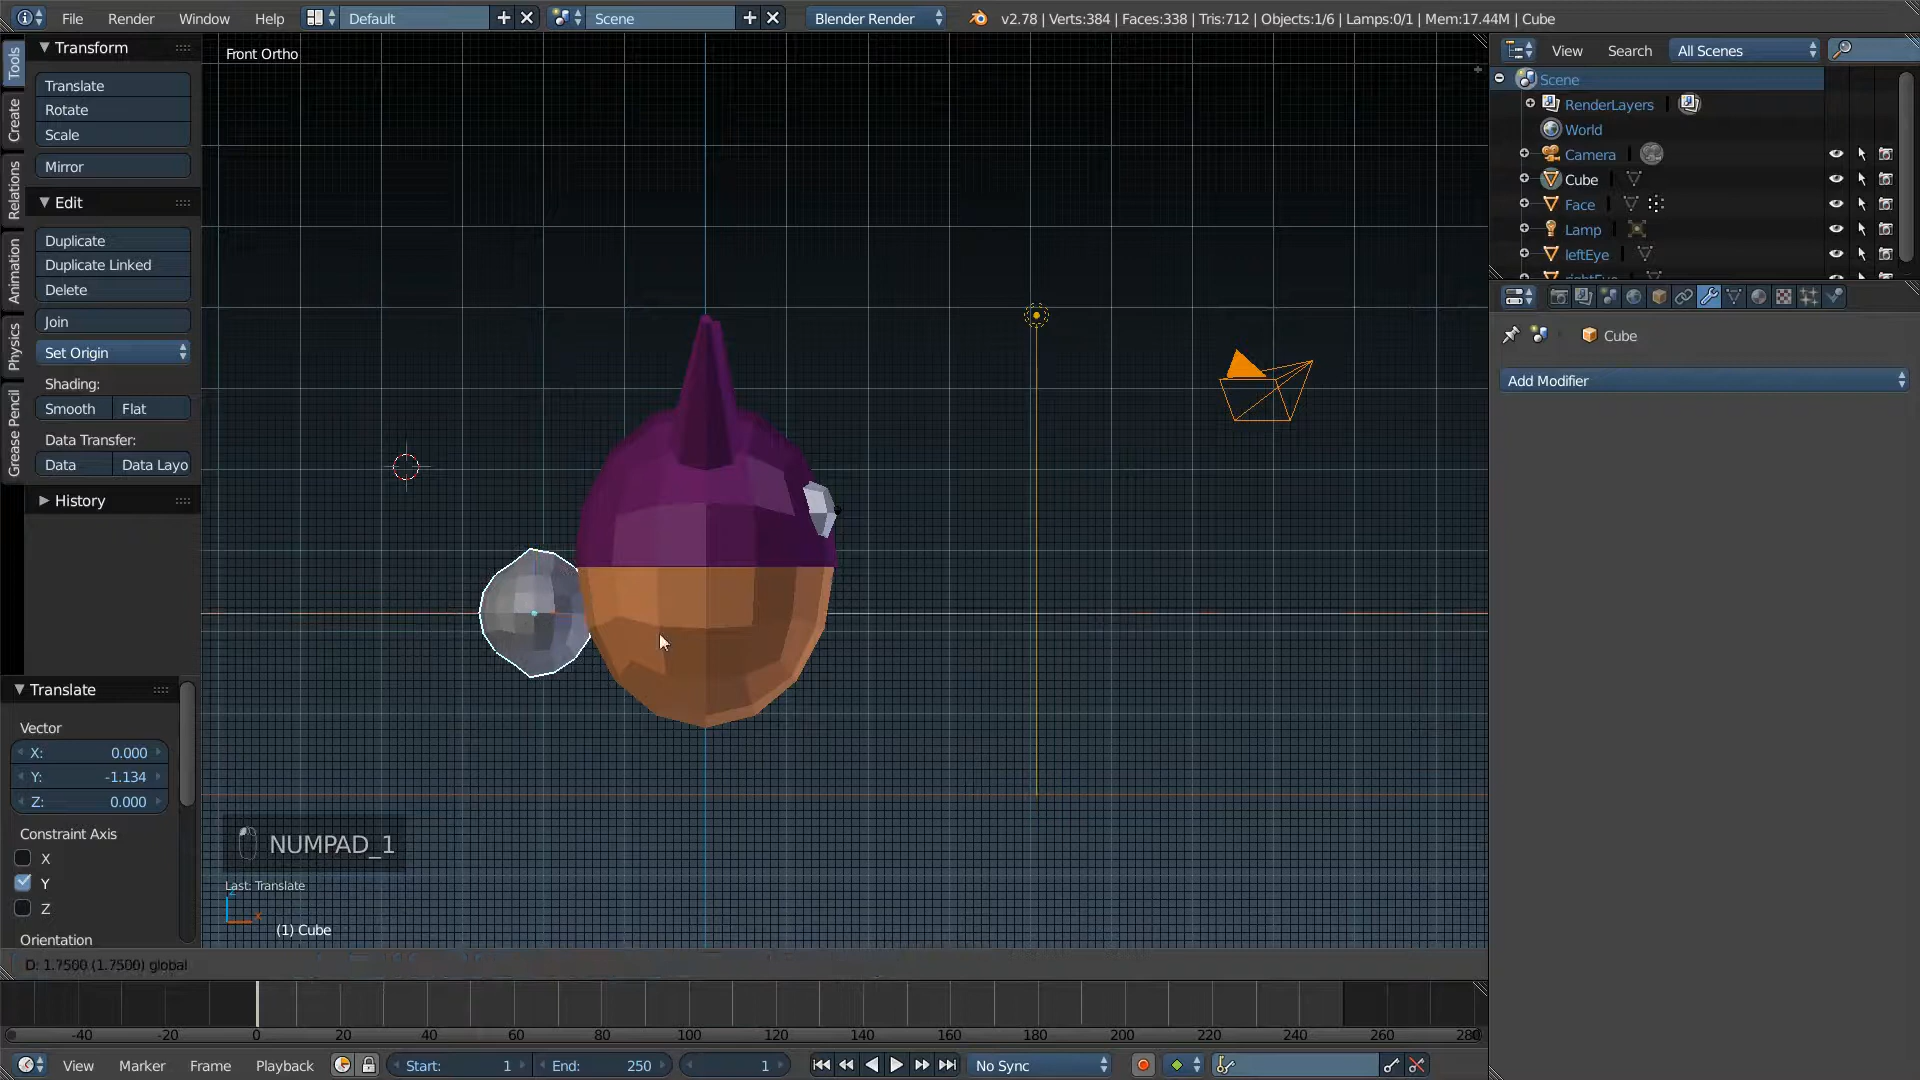 File Render Window Help Default Scene Blender Render v2.78 | Verts:384 | Faces:338 | Tris:712 | Objects:1/6 | Lamps:0/1 | Mem:17.44M | Cube
Tools
Create
Relations
Animation
Physics
Grease Pencil
Transform
Translate
Rotate
Scale
Mirror
Edit
Duplicate
Duplicate Linked
Delete
Join
Set Origin
Shading:
Smooth Flat
Data Transfer:
Data Data Layo
History
Translate
Vector
X: 0.000
Y: -1.134
Z: 0.000
Constraint Axis
X
Y
Z
Orientation
Front Ortho
NUMPAD_1
Last: Translate
(1) Cube
D: 1.7500 (1.7500) global
View Search All Scenes
Scene
RenderLayers
World
Camera
Cube
Face
Lamp
leftEye
rightEye
Cube
Add Modifier
-40 -20 0 20 40 60 80 100 120 140 160 180 200 220 240 260 280
View Marker Frame Playback Start: 1 End: 250 1 No Sync